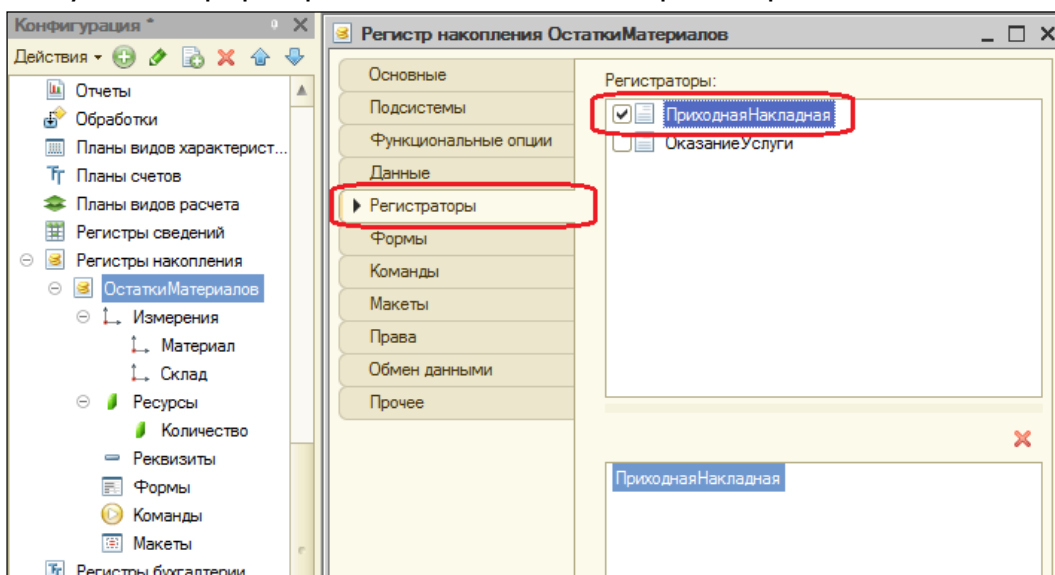 Конфигурация *
Действия
Отчеты
Обработки
Планы видов характерист...
Планы счетов
Планы видов расчета
Регистры сведений
Регистры накопления
ОстаткиМатериалов
Измерения
Материал
Склад
Ресурсы
Количество
Реквизиты
Формы
Команды
Макеты
Регистры бухгалтерии
Регистр накопления ОстаткиМатериалов
Основные
Подсистемы
Функциональные опции
Данные
Регистраторы
Формы
Команды
Макеты
Права
Обмен данными
Прочее
Регистраторы:
ПриходнаяНакладная
ОказаниеУслуги
ПриходнаяНакладная